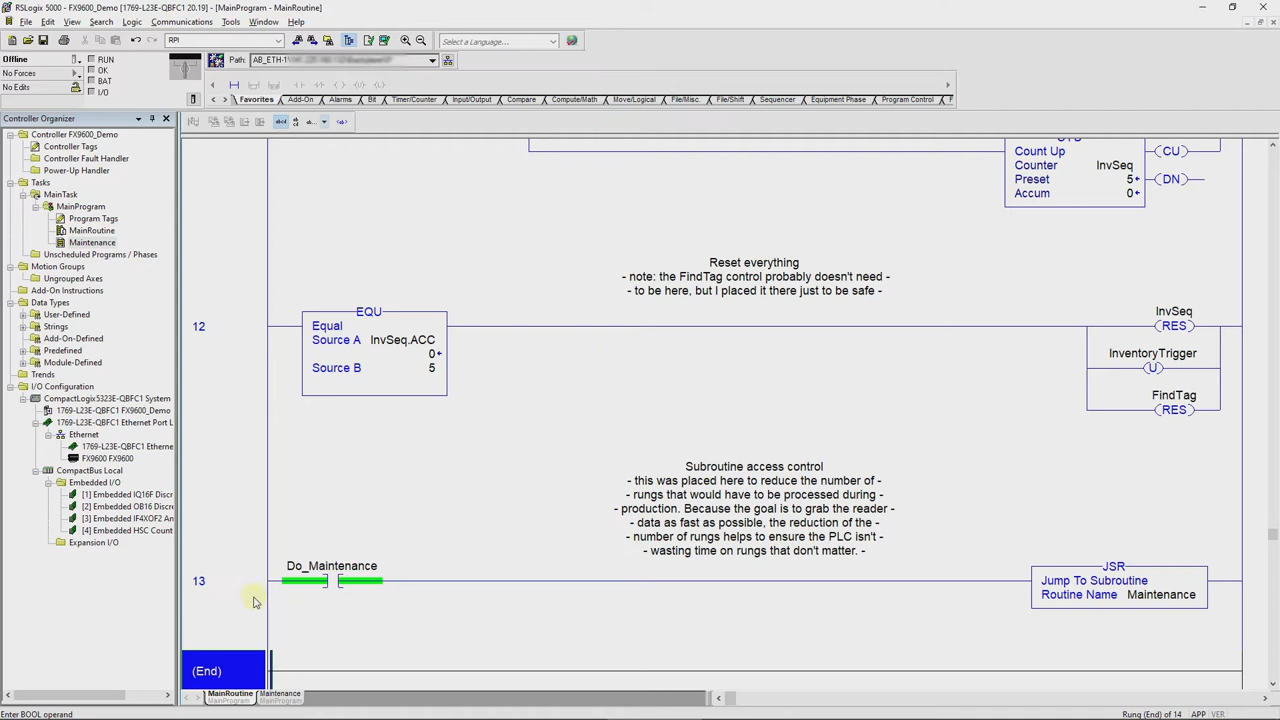 RSLogix 5000 - FX9600_Demo [1769-L23E-QBFC1 20.19] - [MainProgram - MainRoutine]
File Edit View Search Logic Communications Tools Window Help
RPI
Select a Language...
Offline RUN
No Forces OK
No Edits BAT
I/O
Path: AB_ETH-1
Favorites Add-On Alarms Bit Timer/Counter Input/Output Compare Compute/Math Move/Logical File/Misc. File/Shift Sequencer Equipment Phase Program Control
Controller Organizer
Controller FX9600_Demo
Controller Tags
Controller Fault Handler
Power-Up Handler
Tasks
MainTask
MainProgram
Program Tags
MainRoutine
Maintenance
Unscheduled Programs / Phases
Motion Groups
Ungrouped Axes
Add-On Instructions
Data Types
User-Defined
Strings
Add-On-Defined
Predefined
Module-Defined
Trends
I/O Configuration
CompactLogix5323E-QBFC1 System
1769-L23E-QBFC1 FX9600_Demo
1769-L23E-QBFC1 Ethernet Port L
Ethernet
1769-L23E-QBFC1 Etherne
FX9600 FX9600
CompactBus Local
Embedded I/O
[1] Embedded IQ16F Discr
[2] Embedded OB16 Discre
[3] Embedded IF4XOF2 An
[4] Embedded HSC Count
Expansion I/O
Count Up
Counter InvSeq
Preset 5
Accum 0
CU
DN
Reset everything
- note: the FindTag control probably doesn't need -
- to be here, but I placed it there just to be safe -
12
EQU
Equal
Source A InvSeq.ACC
0
Source B 5
InvSeq
RES
InventoryTrigger
U
FindTag
RES
Subroutine access control
- this was placed here to reduce the number of -
- rungs that would have to be processed during -
- production. Because the goal is to grab the reader -
- data as fast as possible, the reduction of the -
- number of rungs helps to ensure the PLC isn't -
- wasting time on rungs that don't matter. -
13
Do_Maintenance
JSR
Jump To Subroutine
Routine Name Maintenance
(End)
MainRoutine Maintenance
MainProgram MainProgram
Enter BOOL operand
Rung (End) of 14 APP VER